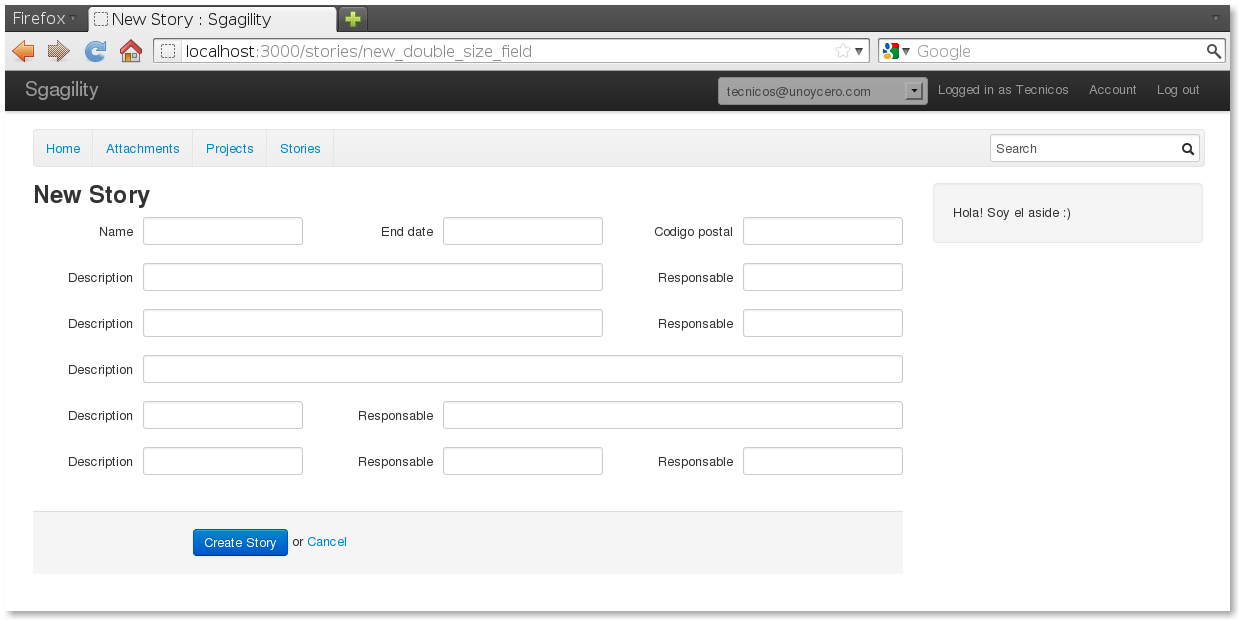 Firefox
New Story : Sgagility
localhost:3000/stories/new_double_size_field
Google
Sgagility
tecnicos@unoycero.com
Logged in as Tecnicos
Account
Log out
Home
Attachments
Projects
Stories
Search
New Story
Hola! Soy el aside :)
Name
End date
Codigo postal
Description
Responsable
Description
Responsable
Description
Description
Responsable
Description
Responsable
Responsable
Create Story or Cancel